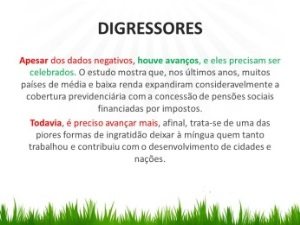 DIGRESSORES
Apesar dos dados negativos, houve avanços, e eles precisam ser
celebrados. O estudo mostra que, nos últimos anos, muitos
países de média e baixa renda expandiram consideravelmente a
cobertura previdenciária com a concessão de pensões sociais
financiadas por impostos.
Todavia, é preciso avançar mais, afinal, trata-se de uma das
piores formas de ingratidão deixar à míngua quem tanto
trabalhou e contribuiu com o desenvolvimento de cidades e
nações.